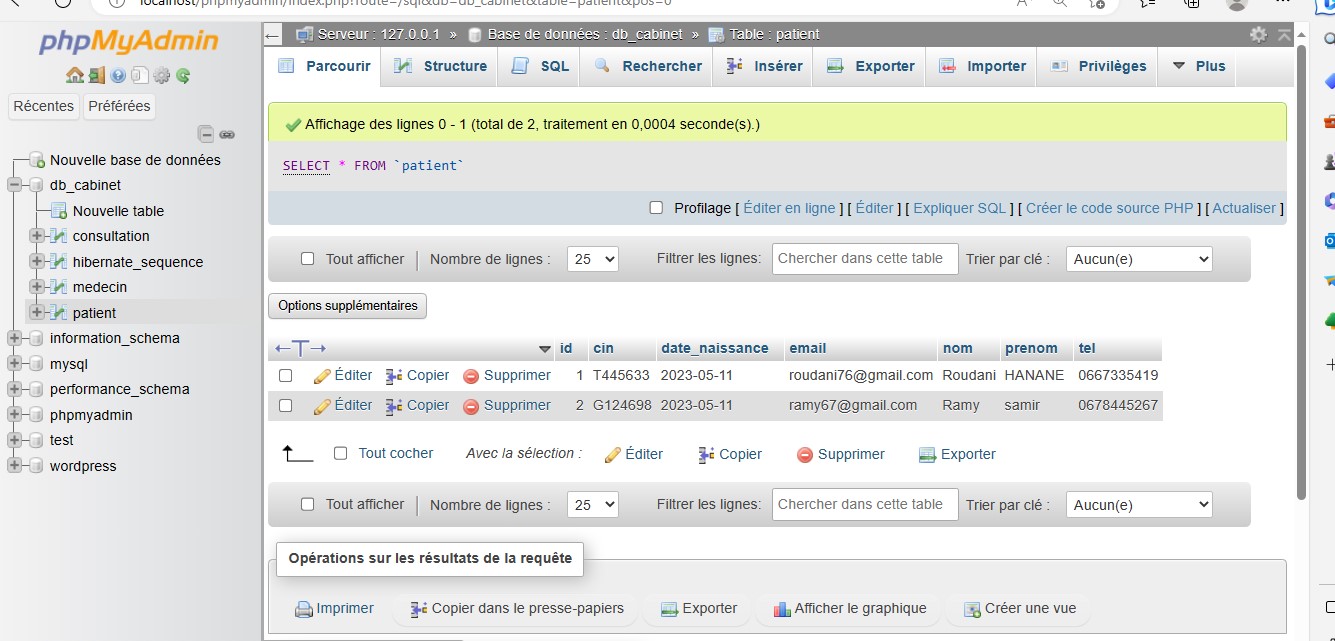 localhost/phpmyadmin/index.php?route=/sql&db=db_cabinet&table=patient&pos=0
phpMyAdmin
Récentes Préférées
Nouvelle base de données
db_cabinet
Nouvelle table
consultation
hibernate_sequence
medecin
patient
information_schema
mysql
performance_schema
phpmyadmin
test
wordpress
Serveur : 127.0.0.1 » Base de données : db_cabinet » Table : patient
Parcourir Structure SQL Rechercher Insérer Exporter Importer Privilèges Plus
Affichage des lignes 0 - 1 (total de 2, traitement en 0,0004 seconde(s).)
SELECT * FROM `patient`
Profilage [ Éditer en ligne ] [ Éditer ] [ Expliquer SQL ] [ Créer le code source PHP ] [ Actualiser ]
Tout afficher Nombre de lignes : 25 Filtrer les lignes: Chercher dans cette table Trier par clé : Aucun(e)
Options supplémentaires
←T→ id cin date_naissance email nom prenom tel
Éditer Copier Supprimer 1 T445633 2023-05-11 roudani76@gmail.com Roudani HANANE 0667335419
Éditer Copier Supprimer 2 G124698 2023-05-11 ramy67@gmail.com Ramy samir 0678445267
Tout cocher Avec la sélection : Éditer Copier Supprimer Exporter
Tout afficher Nombre de lignes : 25 Filtrer les lignes: Chercher dans cette table Trier par clé : Aucun(e)
Opérations sur les résultats de la requête
Imprimer Copier dans le presse-papiers Exporter Afficher le graphique Créer une vue